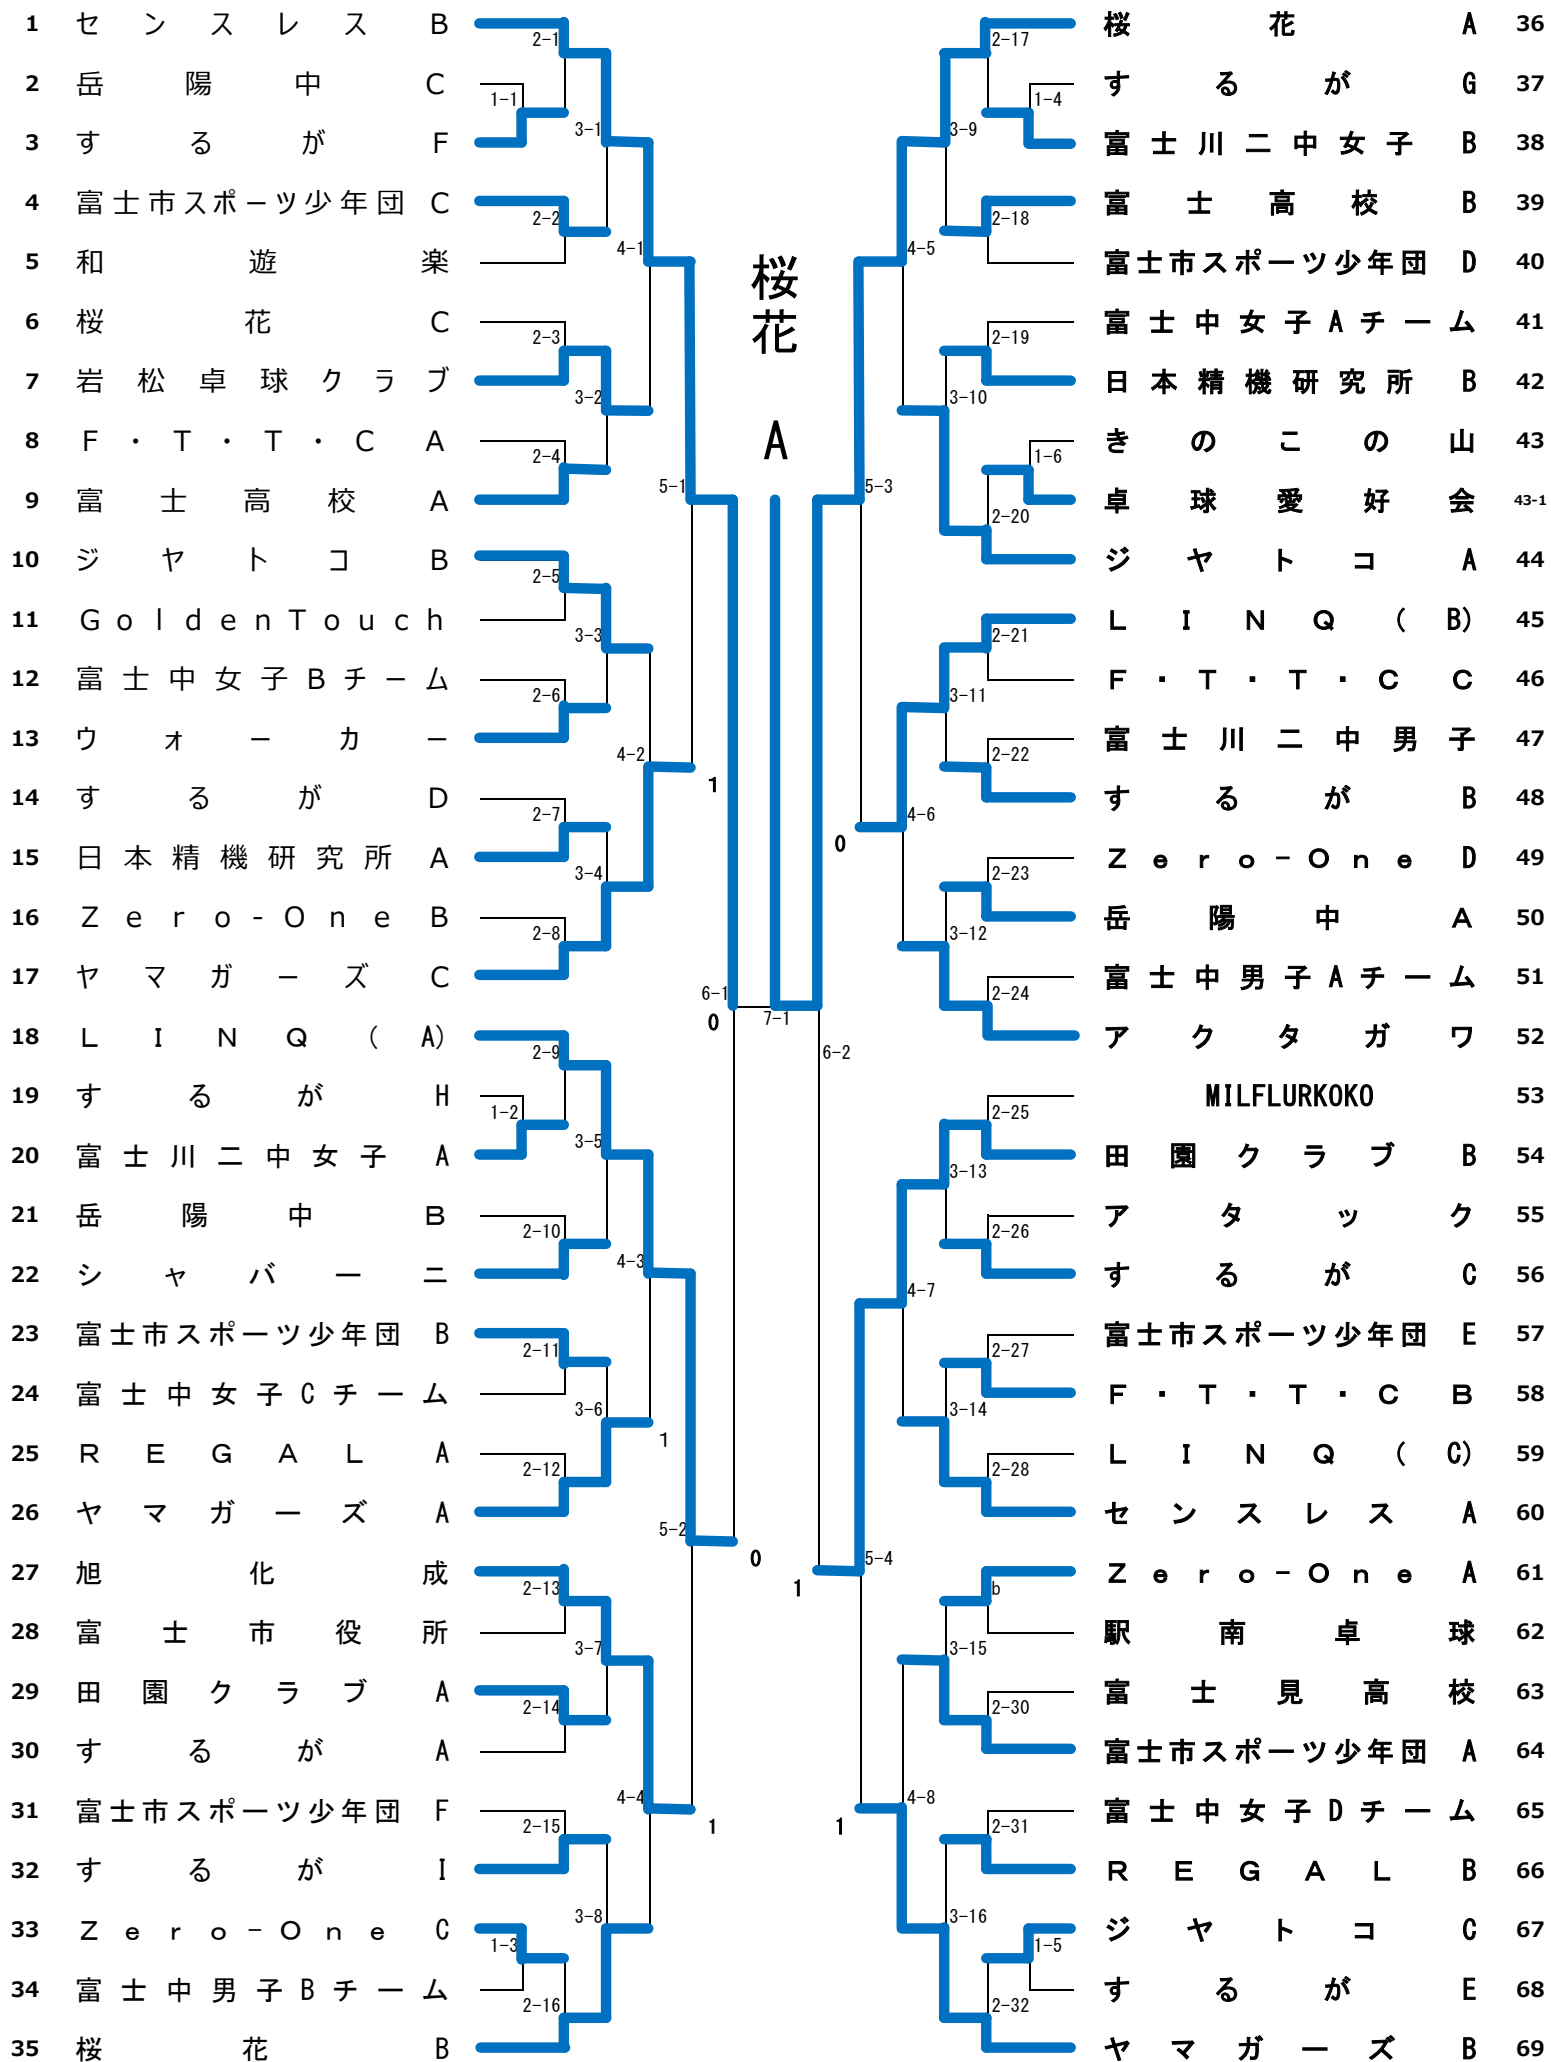 1 センスレス B
2 岳陽中 C
3 するが F
4 富士市スポーツ少年団 C
5 和遊楽
6 桜花 C
7 岩松卓球クラブ
8 F・T・T・C A
9 富士高校 A
10 ジヤトコ B
11 GoldenTouch
12 富士中女子Bチーム
13 ウォーカー
14 するが D
15 日本精機研究所 A
16 Zero-One B
17 ヤマガーズ C
18 LINQ(A)
19 するが H
20 富士川二中女子 A
21 岳陽中 B
22 シャバーニ
23 富士市スポーツ少年団 B
24 富士中女子Cチーム
25 REGAL A
26 ヤマガーズ A
27 旭化成
28 富士市役所
29 田園クラブ A
30 するが A
31 富士市スポーツ少年団 F
32 するが I
33 Zero-One C
34 富士中男子Bチーム
35 桜花 B
1-1
1-2
1-3
2-1
2-2
2-3
2-4
2-5
2-6
2-7
2-8
2-9
2-10
2-11
2-12
2-13
2-14
2-15
2-16
3-1
3-2
3-3
3-4
3-5
3-6
3-7
3-8
4-1
4-2
4-3
4-4
1
5-1
5-2
1
1
6-1
0
0
桜花
A
7-1
6-2
1
5-3
5-4
0
1
4-5
4-6
4-7
4-8
3-9
3-10
3-11
3-12
3-13
3-14
3-15
3-16
2-17
2-18
2-19
2-20
2-21
2-22
2-23
2-24
2-25
2-26
2-27
2-28
b
2-30
2-31
2-32
1-4
1-6
1-5
桜花 A 36
するが G 37
富士川二中女子 B 38
富士高校 B 39
富士市スポーツ少年団 D 40
富士中女子Aチーム 41
日本精機研究所 B 42
きのこの山 43
卓球愛好会 43-1
ジヤトコ A 44
LINQ(B) 45
F・T・T・C C 46
富士川二中男子 47
するが B 48
Zero-One D 49
岳陽中 A 50
富士中男子Aチーム 51
アクタガワ 52
MILFLURKOKO 53
田園クラブ B 54
アタック 55
するが C 56
富士市スポーツ少年団 E 57
F・T・T・C B 58
LINQ(C) 59
センスレス A 60
Zero-One A 61
駅南卓球 62
富士見高校 63
富士市スポーツ少年団 A 64
富士中女子Dチーム 65
REGAL B 66
ジヤトコ C 67
するが E 68
ヤマガーズ B 69